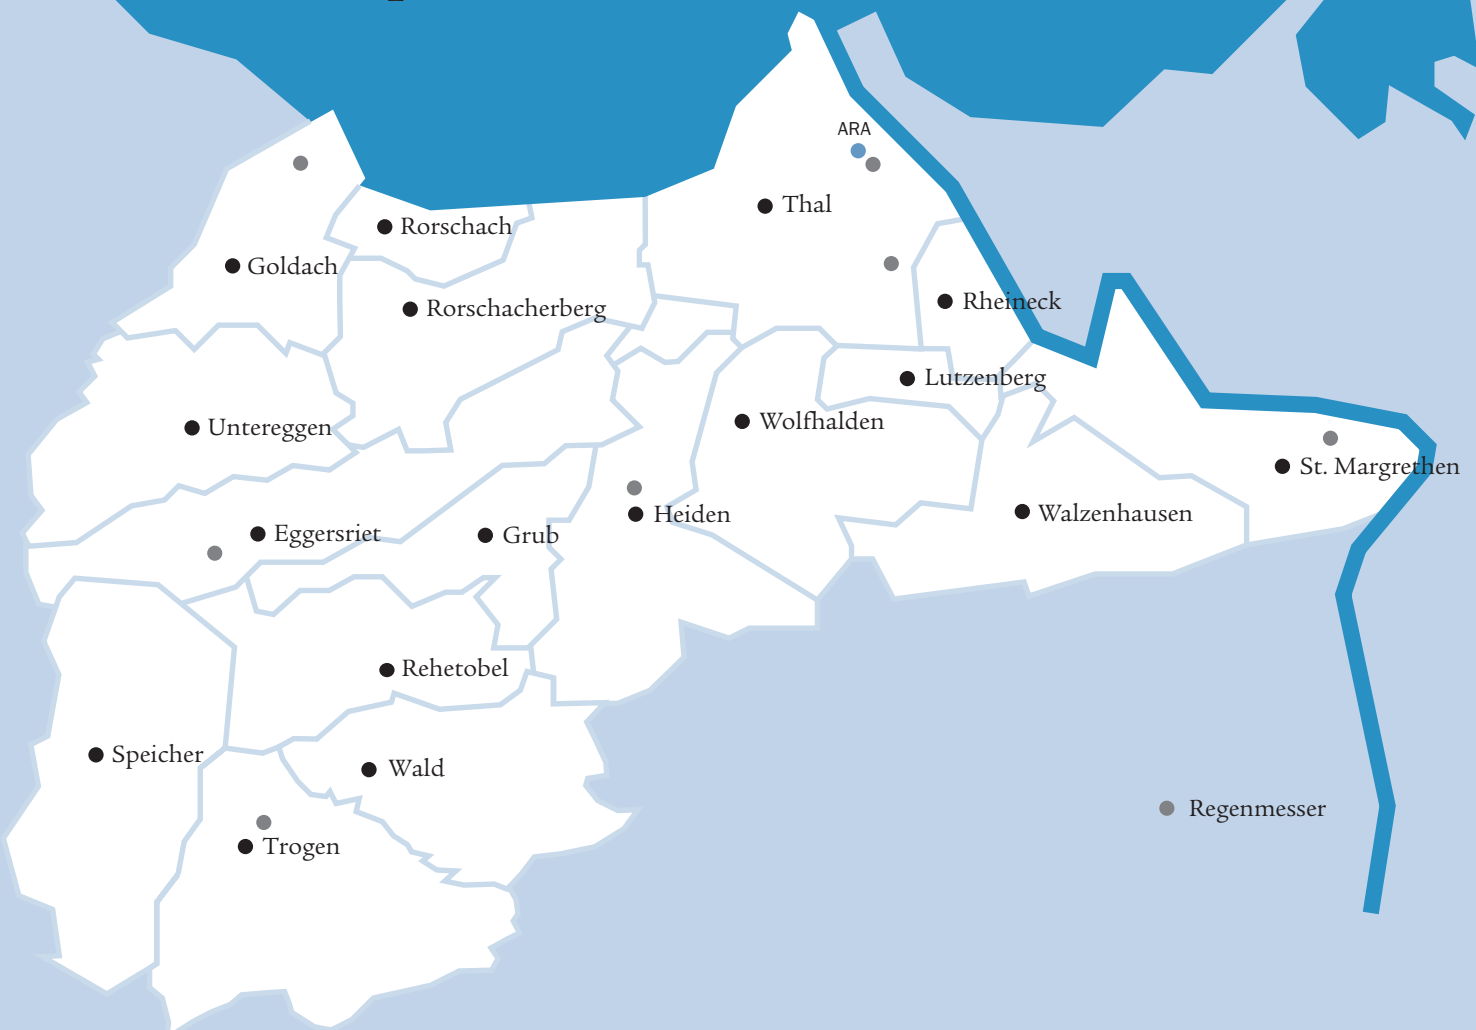 ARA
Thal
Rorschach
Goldach
Rheineck
Rorschacherberg
Lutzenberg
Wolfhalden
Untereggen
St. Margrethen
Walzenhausen
Heiden
Eggersriet
Grub
Rehetobel
Speicher
Wald
Regenmesser
Trogen